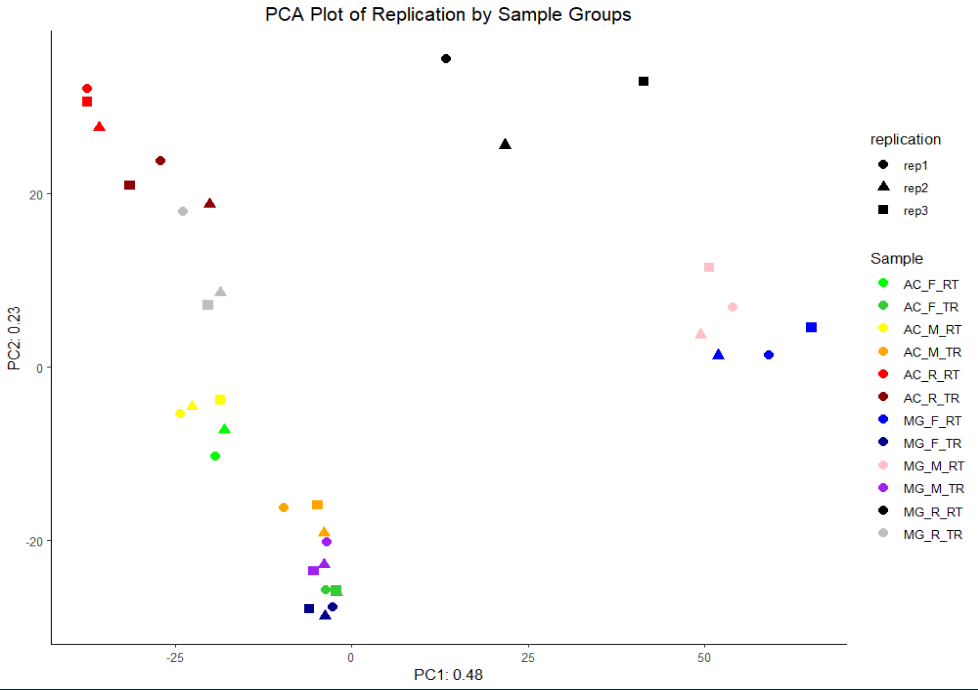 PCA Plot of Replication by Sample Groups
PC2: 0.23
20
0
-20
-25
0
25
50
PC1: 0.48
replication
rep1
rep2
rep3
Sample
AC_F_RT
AC_F_TR
AC_M_RT
AC_M_TR
AC_R_RT
AC_R_TR
MG_F_RT
MG_F_TR
MG_M_RT
MG_M_TR
MG_R_RT
MG_R_TR